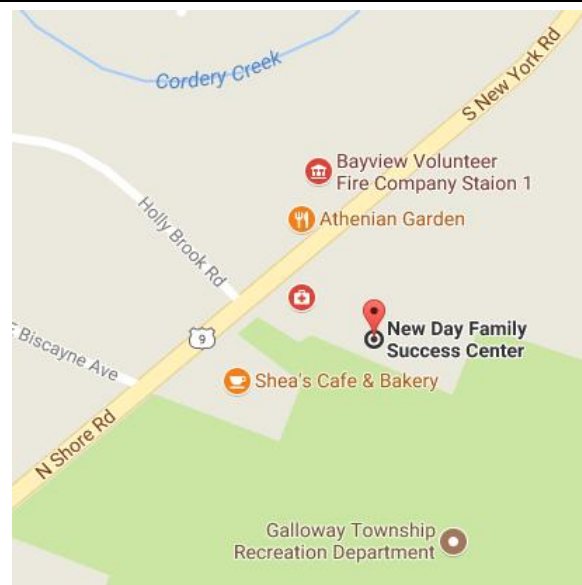 Cordery Creek
S New York Rd
Bayview Volunteer
Fire Company Staion 1
Holly Brook Rd
Athenian Garden
9
New Day Family
Success Center
E Biscayne Ave
Shea's Cafe & Bakery
N Shore Rd
Galloway Township
Recreation Department